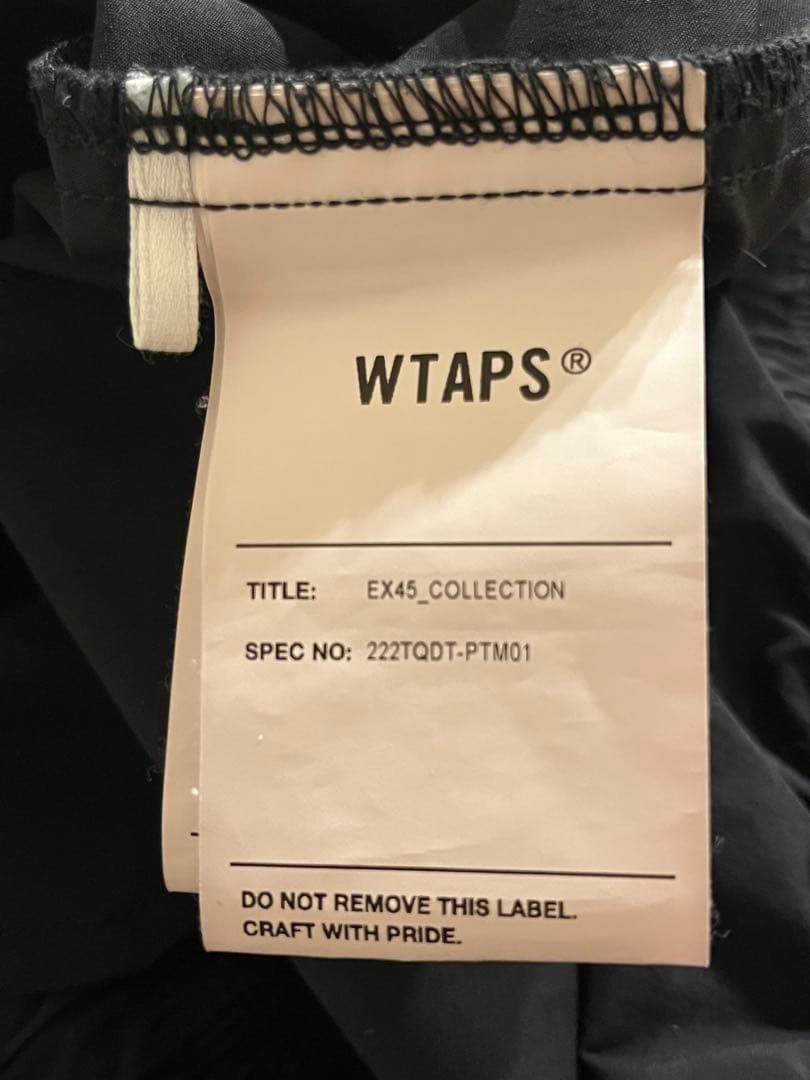 WTAPS®
TITLE: EX45_COLLECTION
SPEC NO: 222TQDT-PTM01
DO NOT REMOVE THIS LABEL.
CRAFT WITH PRIDE.